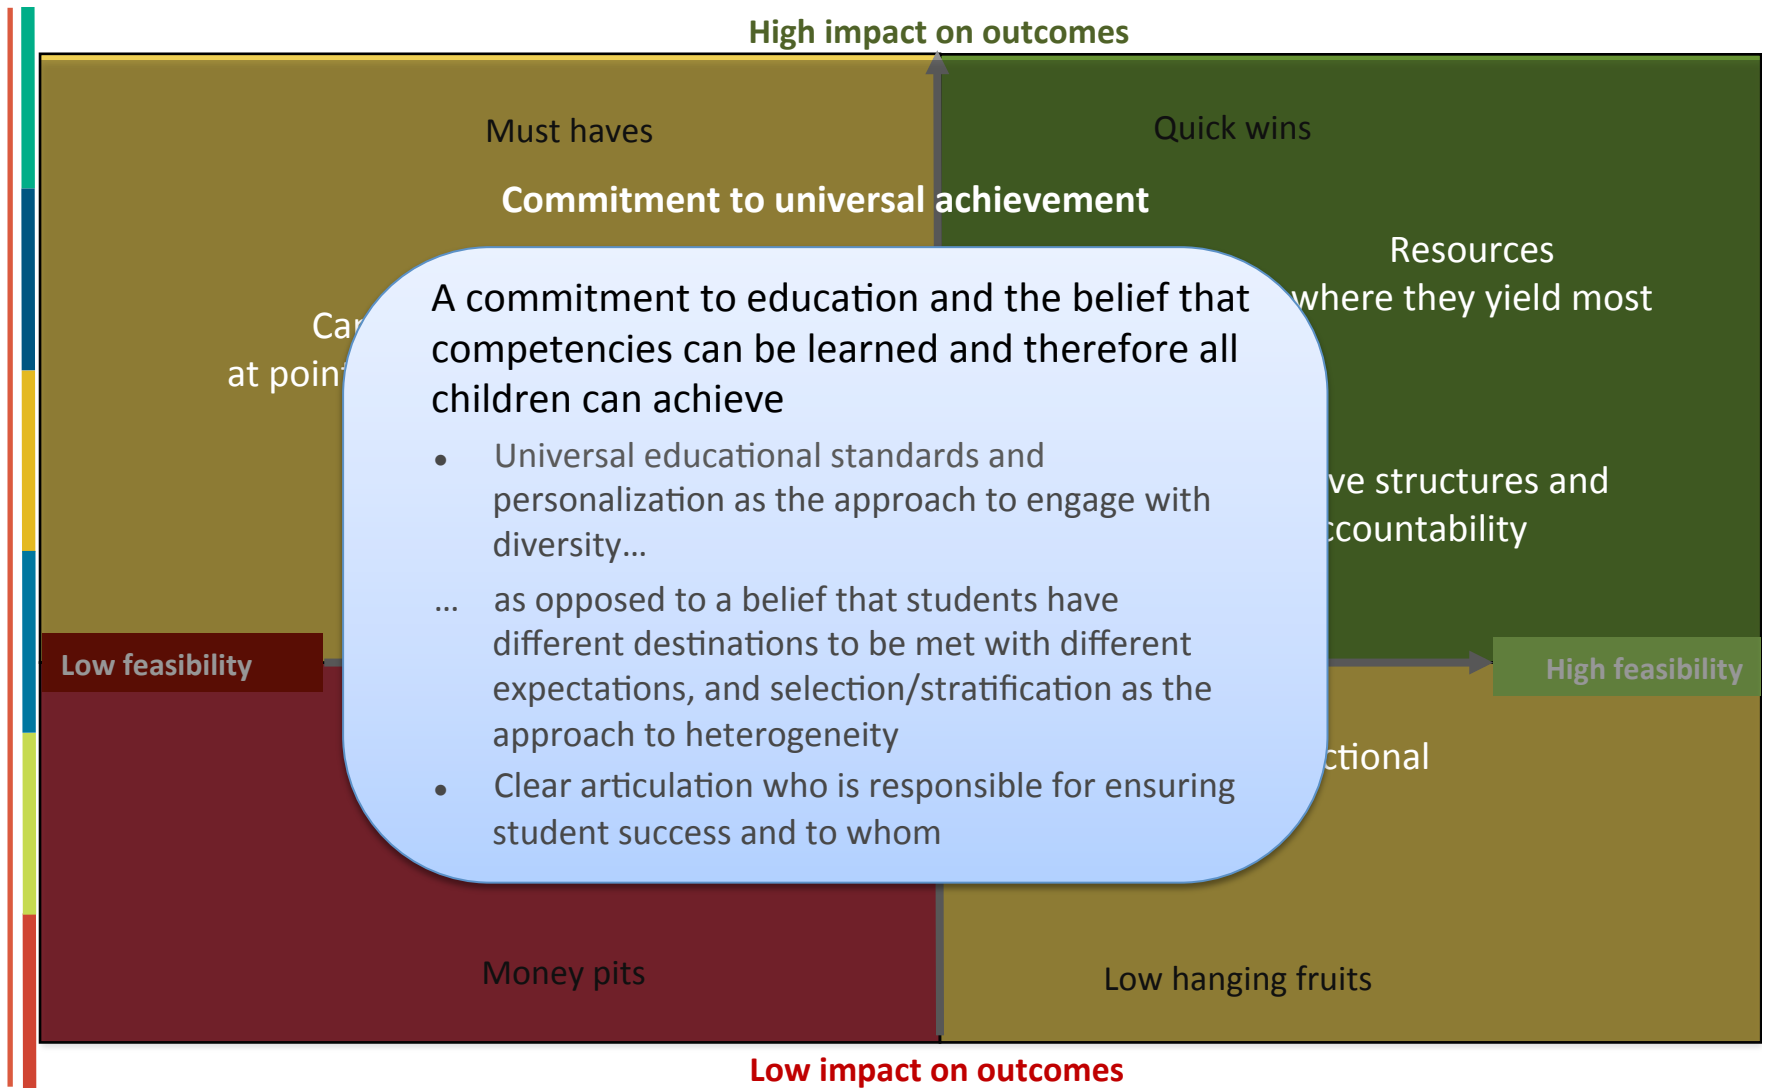 High impact on outcomes
Must haves
Quick wins
Commitment to universal achievement
Resources
where they yield most
at
A commitment to education and the belief that
competencies can be learned and therefore all
children can achieve
• Universal educational standards and
personalization as the approach to engage with
diversity…
… as opposed to a belief that students have
different destinations to be met with different
expectations, and selection/stratification as the
approach to heterogeneity
• Clear articulation who is responsible for ensuring
student success and to whom
structures and
Low feasibility
High feasibility
Money pits
Low hanging fruits
Low impact on outcomes